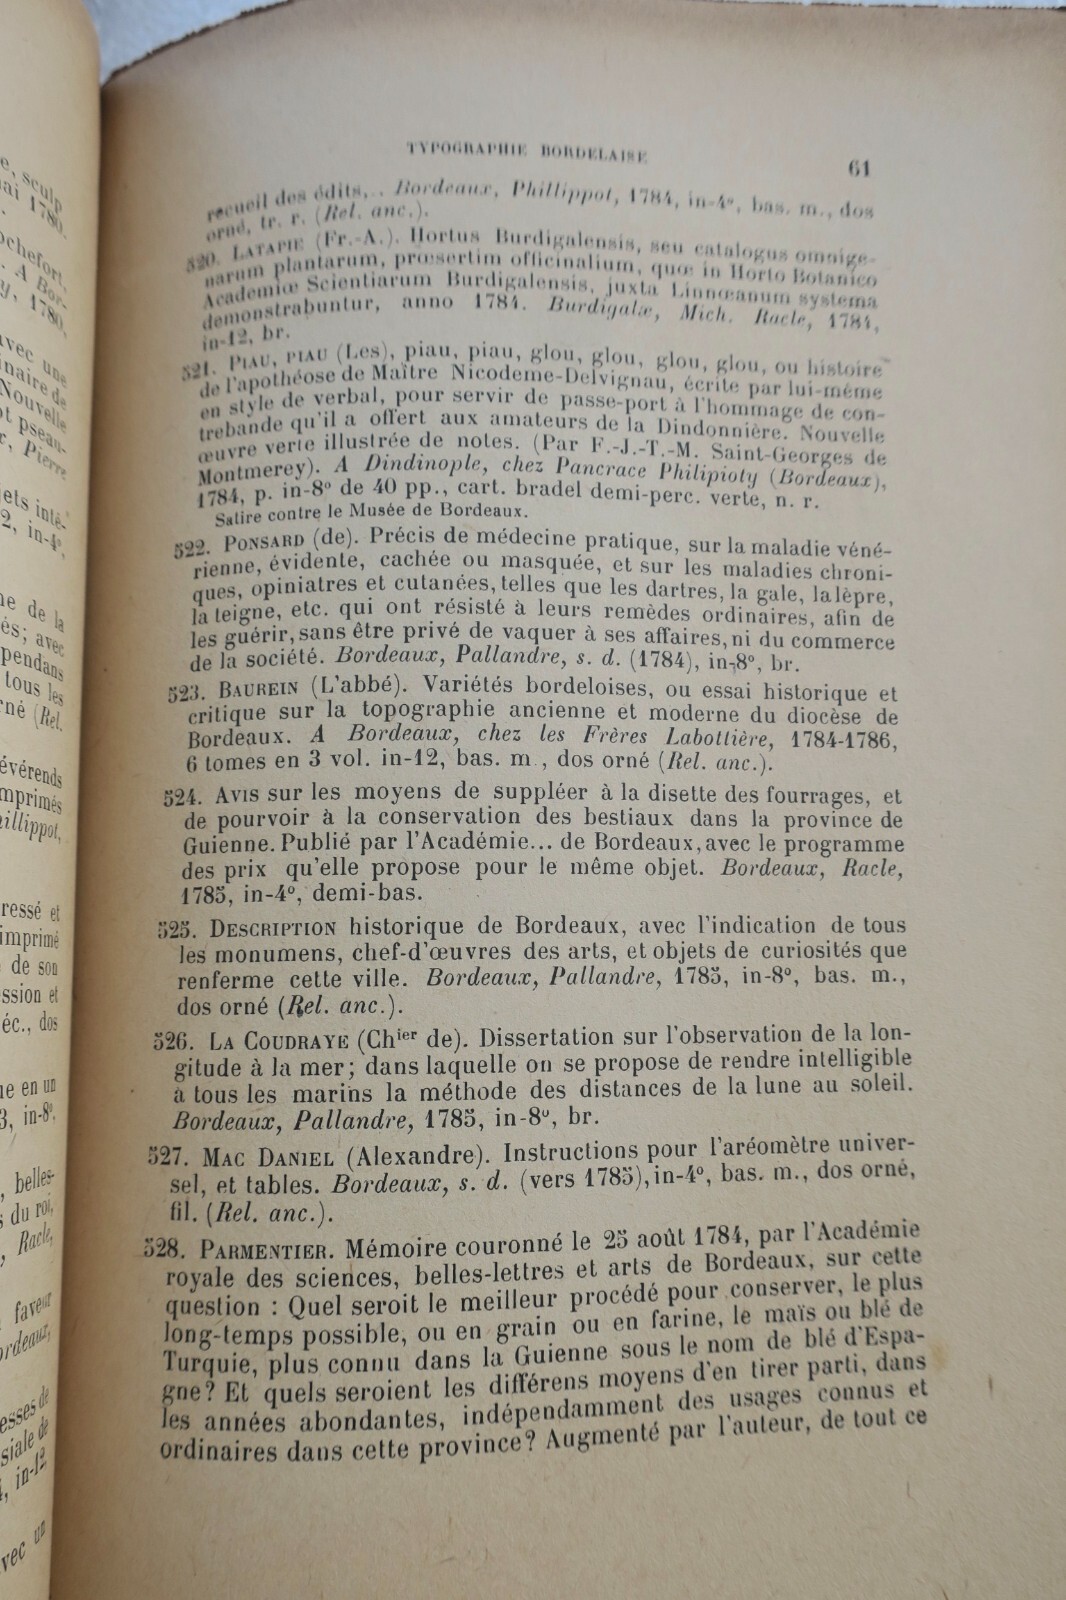 TYPOGRAPHIE BORDELAISE 61
recueil des édits,.. Bordeaux, Phillippot, 1784, in-4º, bas. m., dos
orné, tr. r. (Rel. anc.).
520. LATAPIE (Fr.-A.). Hortus Burdigalensis, seu catalogus omnige-
narum plantarum, prœsertim officinalium, quœ in Horto Botanico
Academiœ Scientiarum Burdigalensis, juxta Linnœanum systema
demonstrabuntur, anno 1784. Burdigalœ, Mich. Racle, 1784,
in-12, br.
521. PIAU, PIAU (Les), piau, piau, glou, glou, glou, glou, ou histoire
de l'apothéose de Maître Nicodeme-Delvignau, écrite par lui-même
en style de verbal, pour servir de passe-port à l'hommage de con-
trebande qu'il a offert aux amateurs de la Dindonnière. Nouvelle
œuvre verte illustrée de notes. (Par F.-J.-T.-M. Saint-Georges de
Montmerey). A Dindinople, chez Pancrace Philipioty (Bordeaux),
1784, p. in-8º de 40 pp., cart. bradel demi-perc. verte, n. r.
Satire contre le Musée de Bordeaux.
522. PONSARD (de). Précis de médecine pratique, sur la maladie véné-
rienne, évidente, cachée ou masquée, et sur les maladies chroni-
ques, opiniatres et cutanées, telles que les dartres, la gale, la lèpre,
la teigne, etc. qui ont résisté à leurs remèdes ordinaires, afin de
les guérir, sans être privé de vaquer à ses affaires, ni du commerce
de la société. Bordeaux, Pallandre, s. d. (1784), in-8º, br.
523. BAUREIN (L'abbé). Variétés bordeloises, ou essai historique et
critique sur la topographie ancienne et moderne du diocèse de
Bordeaux. A Bordeaux, chez les Frères Labottière, 1784-1786,
6 tomes en 3 vol. in-12, bas. m., dos orné (Rel. anc.).
524. AVIS sur les moyens de suppléer à la disette des fourrages, et
de pourvoir à la conservation des bestiaux dans la province de
Guienne. Publié par l'Académie... de Bordeaux, avec le programme
des prix qu'elle propose pour le même objet. Bordeaux, Racle,
1785, in-4º, demi-bas.
525. DESCRIPTION historique de Bordeaux, avec l'indication de tous
les monumens, chef-d'œuvres des arts, et objets de curiosités que
renferme cette ville. Bordeaux, Pallandre, 1785, in-8º, bas. m.,
dos orné (Rel. anc.).
526. LA COUDRAYE (Chier de). Dissertation sur l'observation de la lon-
gitude à la mer; dans laquelle on se propose de rendre intelligible
à tous les marins la méthode des distances de la lune au soleil.
Bordeaux, Pallandre, 1785, in-8º, br.
527. MAC DANIEL (Alexandre). Instructions pour l'aréomètre univer-
sel, et tables. Bordeaux, s. d. (vers 1785), in-4º, bas. m., dos orné,
fil. (Rel. anc.).
528. PARMENTIER. Mémoire couronné le 25 août 1784, par l'Académie
royale des sciences, belles-lettres et arts de Bordeaux, sur cette
question : Quel seroit le meilleur procédé pour conserver, le plus
long-temps possible, ou en grain ou en farine, le maïs ou blé de
Turquie, plus connu dans la Guienne sous le nom de blé d'Espa-
gne? Et quels seroient les différens moyens d'en tirer parti, dans
les années abondantes, indépendamment des usages connus et
ordinaires dans cette province? Augmenté par l'auteur, de tout ce